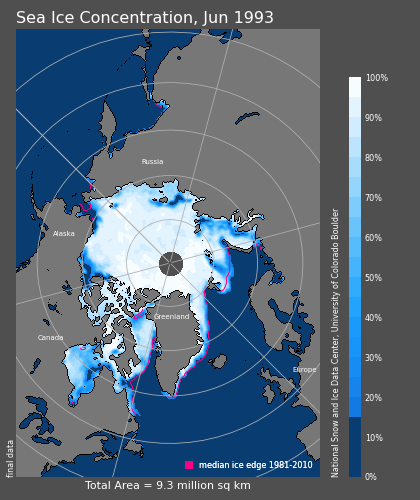 Sea Ice Concentration, Jun 1993
100%
90%
80%
70%
60%
50%
40%
30%
20%
10%
0%
Russia
Alaska
Greenland
Canada
Europe
National Snow and Ice Data Center, University of Colorado Boulder
final data
median ice edge 1981-2010
Total Area = 9.3 million sq km